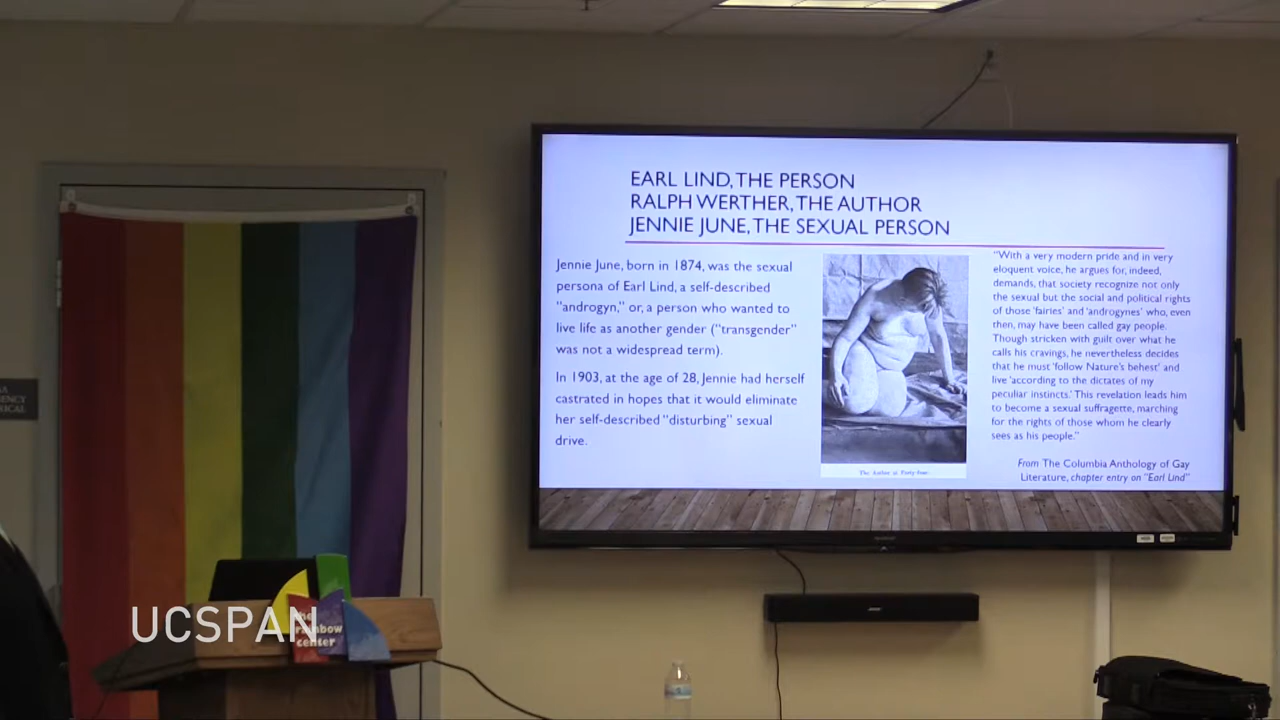 EARL LIND, THE PERSON
RALPH WERTHER, THE AUTHOR
JENNIE JUNE, THE SEXUAL PERSON
Jennie June, born in 1874, was the sexual
persona of Earl Lind, a self-described
"androgyn," or, a person who wanted to
live life as another gender ("transgender"
was not a widespread term).
In 1903, at the age of 28, Jennie had herself
castrated in hopes that it would eliminate
her self-described "disturbing" sexual
drive.
The Author at Forty-four
"With a very modern pride and in very
eloquent voice, he argues for, indeed,
demands, that society recognize not only
the sexual but the social and political rights
of those 'fairies' and 'androgynes' who, even
then, may have been called gay people.
Though stricken with guilt over what he
calls his cravings, he nevertheless decides
that he must 'follow Nature's behest' and
live 'according to the dictates of my
peculiar instincts.' This revelation leads him
to become a sexual suffragette, marching
for the rights of those whom he clearly
sees as his people."
From The Columbia Anthology of Gay
Literature, chapter entry on "Earl Lind"
BOSE
the
rainbow
center
UCSPAN